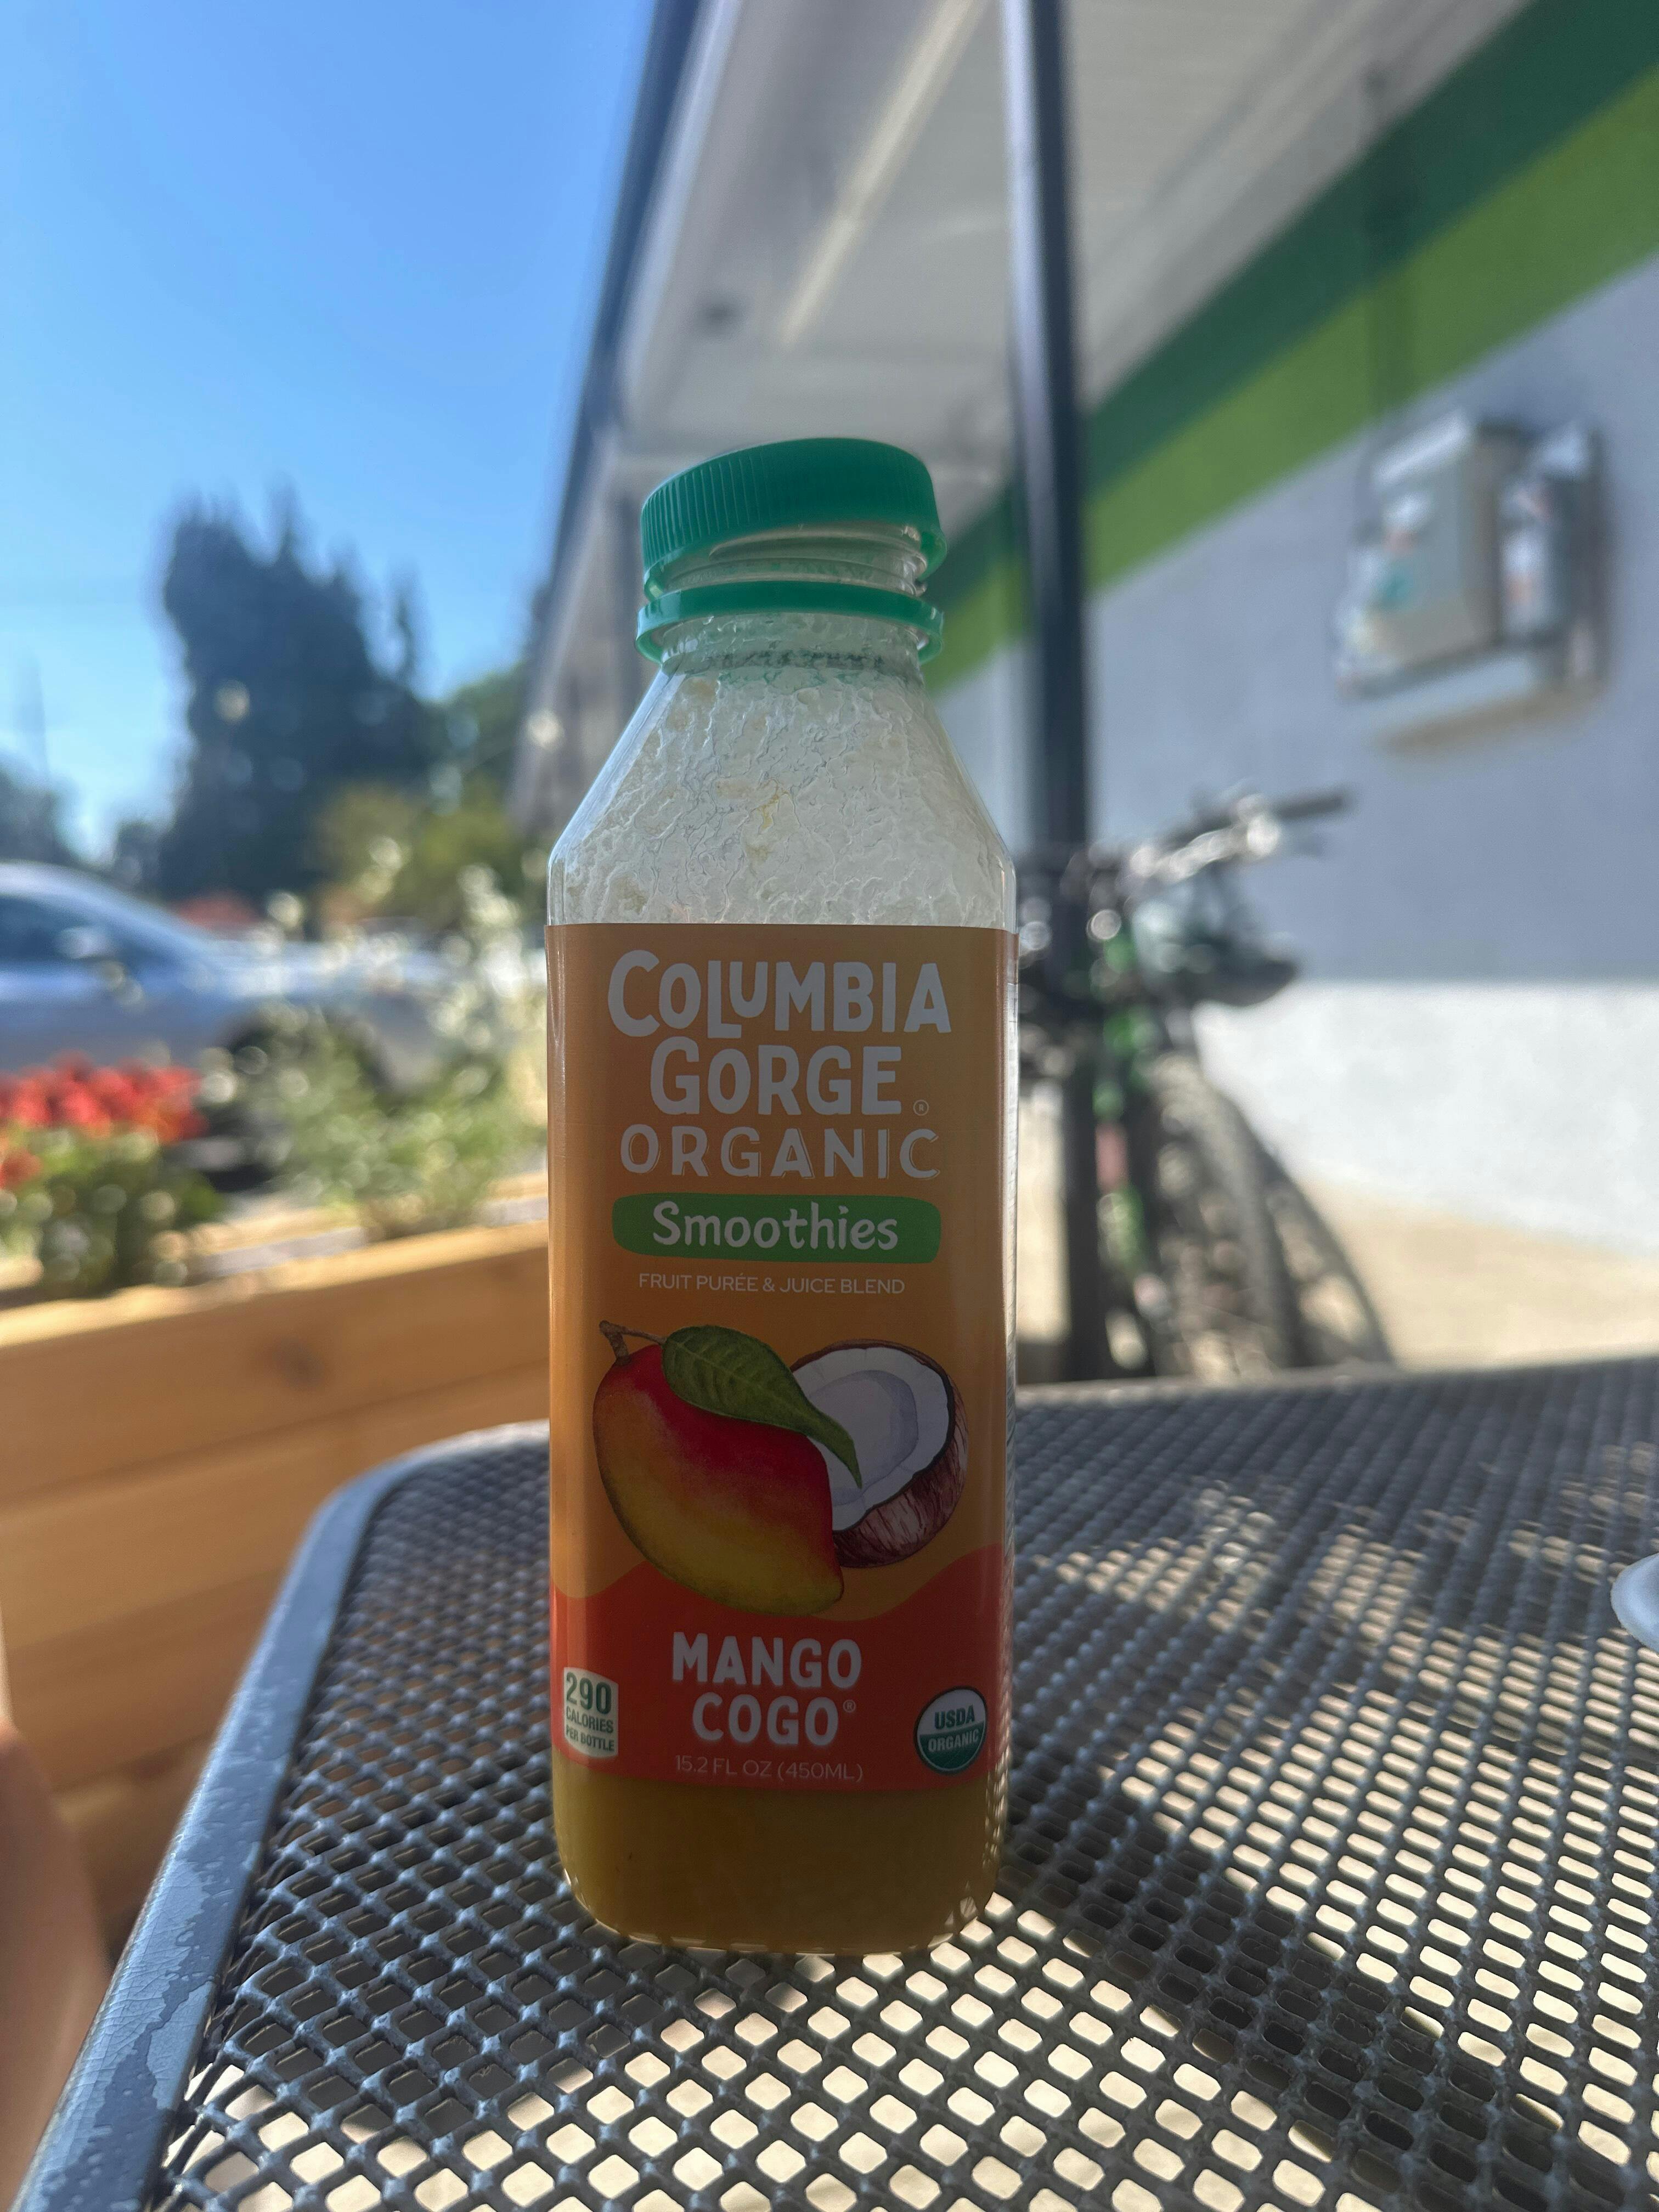 COLUMBIA
GORGE®
ORGANIC
Smoothies
FRUIT PURÉE & JUICE BLEND
MANGO
COGO®
290
CALORIES
PER BOTTLE
USDA
ORGANIC
15.2 FL OZ (450ML)